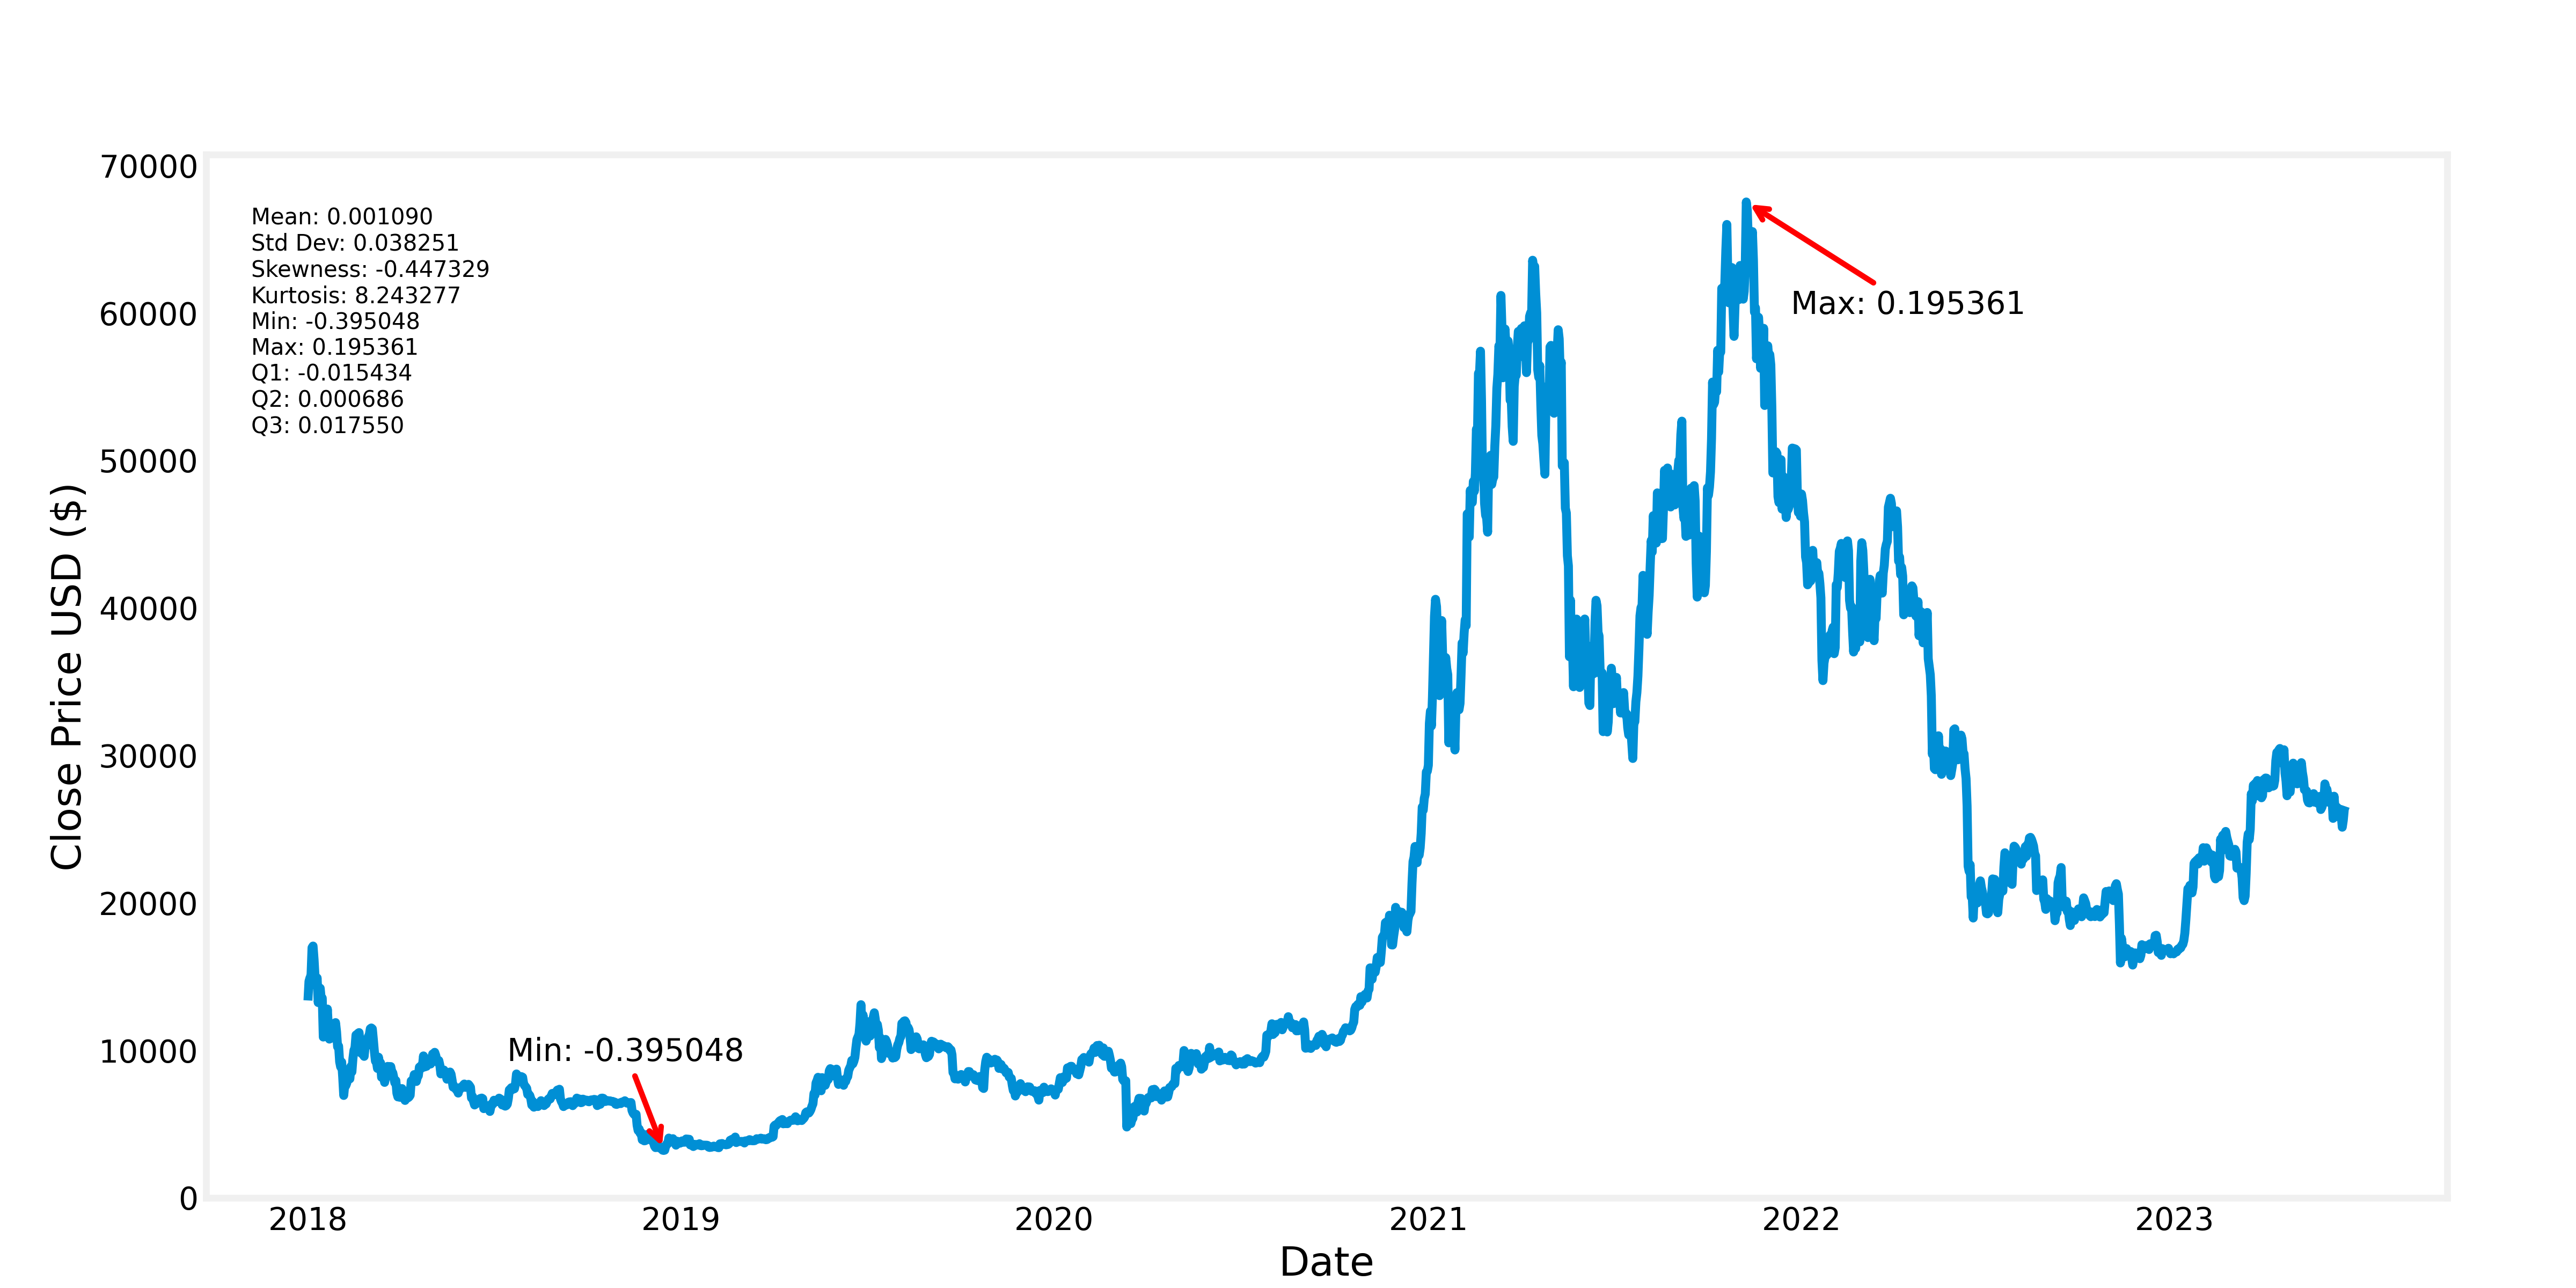 70000
60000
50000
40000
30000
20000
10000
0
Close Price USD ($)
Mean: 0.001090
Std Dev: 0.038251
Skewness: -0.447329
Kurtosis: 8.243277
Min: -0.395048
Max: 0.195361
Q1: -0.015434
Q2: 0.000686
Q3: 0.017550
Max: 0.195361
Min: -0.395048
2018
2019
2020
2021
2022
2023
Date